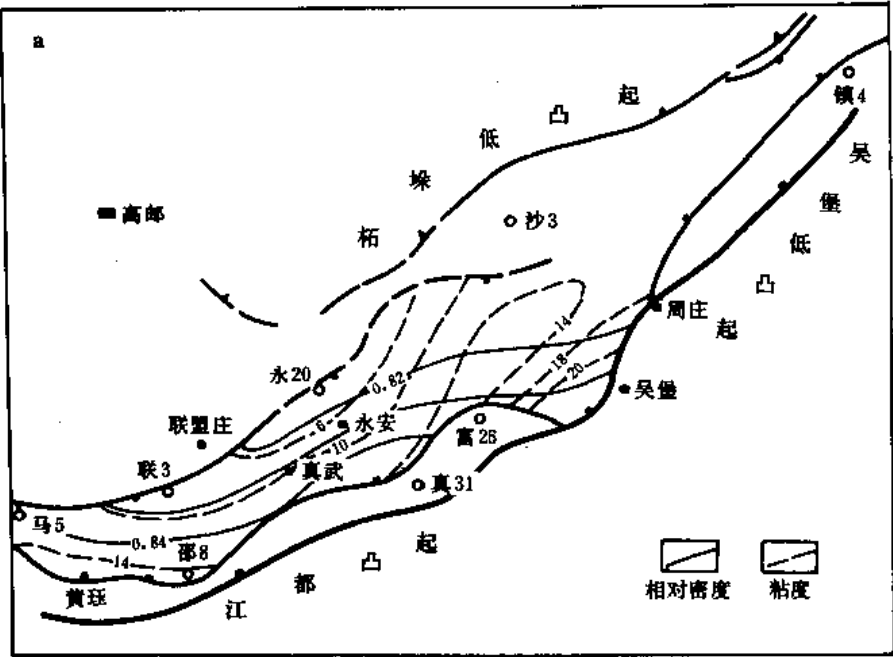 a
镇4
柘垛低凸起
吴堡低凸起
高邮
沙3
周庄
14
18
20
吴堡
永20
0.82
6
永安
10
联盟庄
富26
联3
真武
真31
马5
0.84
邵8
14
黄珏
江都凸起
相对密度
粘度